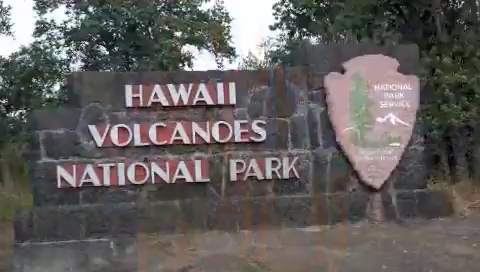 HAWAII
VOLCANOES
NATIONAL PARK
NATIONAL
PARK
SERVICE